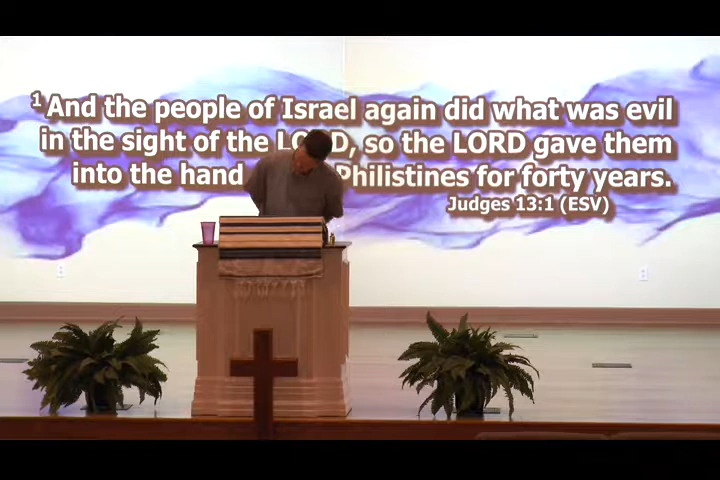 1 And the people of Israel again did what was evil
in the sight of the LORD, so the LORD gave them
into the hand Philistines for forty years.
Judges 13:1 (ESV)